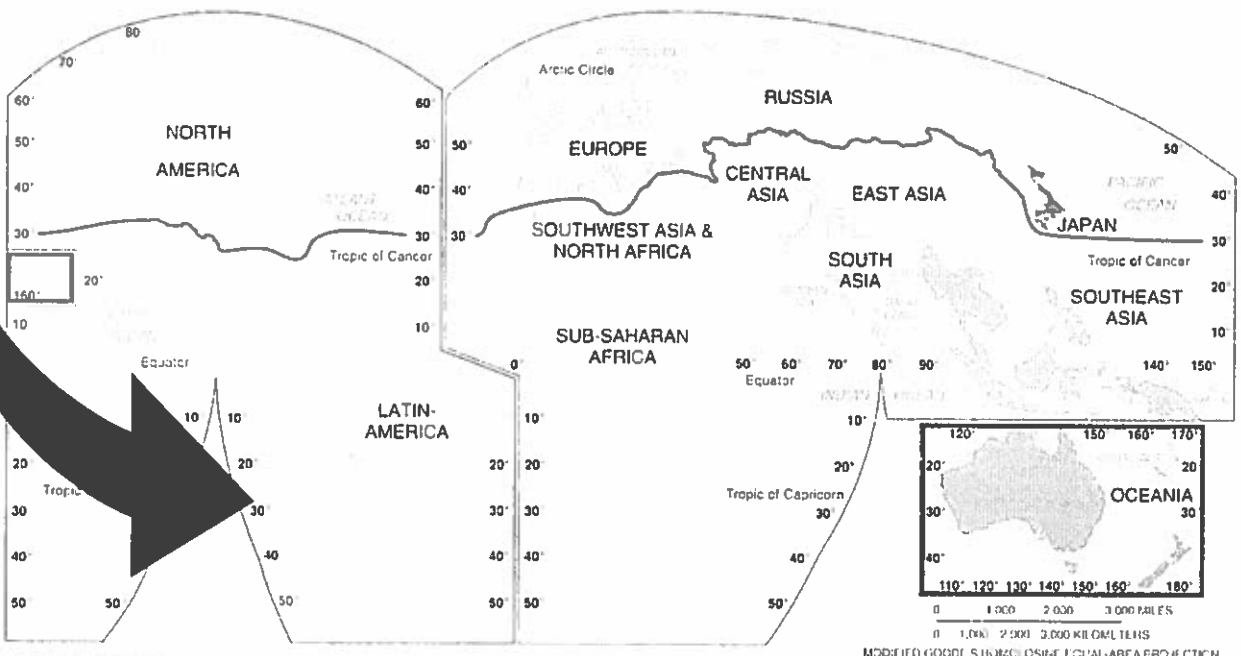 80
70°
Arctic Circle
60°
60°
60°
RUSSIA
NORTH
AMERICA
50°
50°
50°
50°
EUROPE
CENTRAL
ASIA
EAST ASIA
40°
40°
40°
40°
PACIFIC
OCEAN
OCEAN
JAPAN
30°
30
30°
30°
SOUTHWEST ASIA &
NORTH AFRICA
Tropic of Cancer
Tropic of Cancer
SOUTH
ASIA
20°
20°
20°
160°
SOUTHEAST
ASIA
10
10°
10°
SUB-SAHARAN
AFRICA
0°
50°
60°
70°
80°
90°
140°
150°
Equator
Equator
LATIN-
AMERICA
10
10°
10°
10°
120°
150°
160°
170°
20°
20°
20°
20°
20°
20°
20
Tropic
Tropic of Capricorn
OCEANIA
30°
30°
30°
30°
30°
30°
30
40°
40
40°
40°
40°
40°
110°
120°
130°
140°
150°
160°
180°
50°
50
50°
50°
50°
50°
0
1.000
2 000
3 000 MILES
0
1,000
2 000
3,000 KILOMETERS